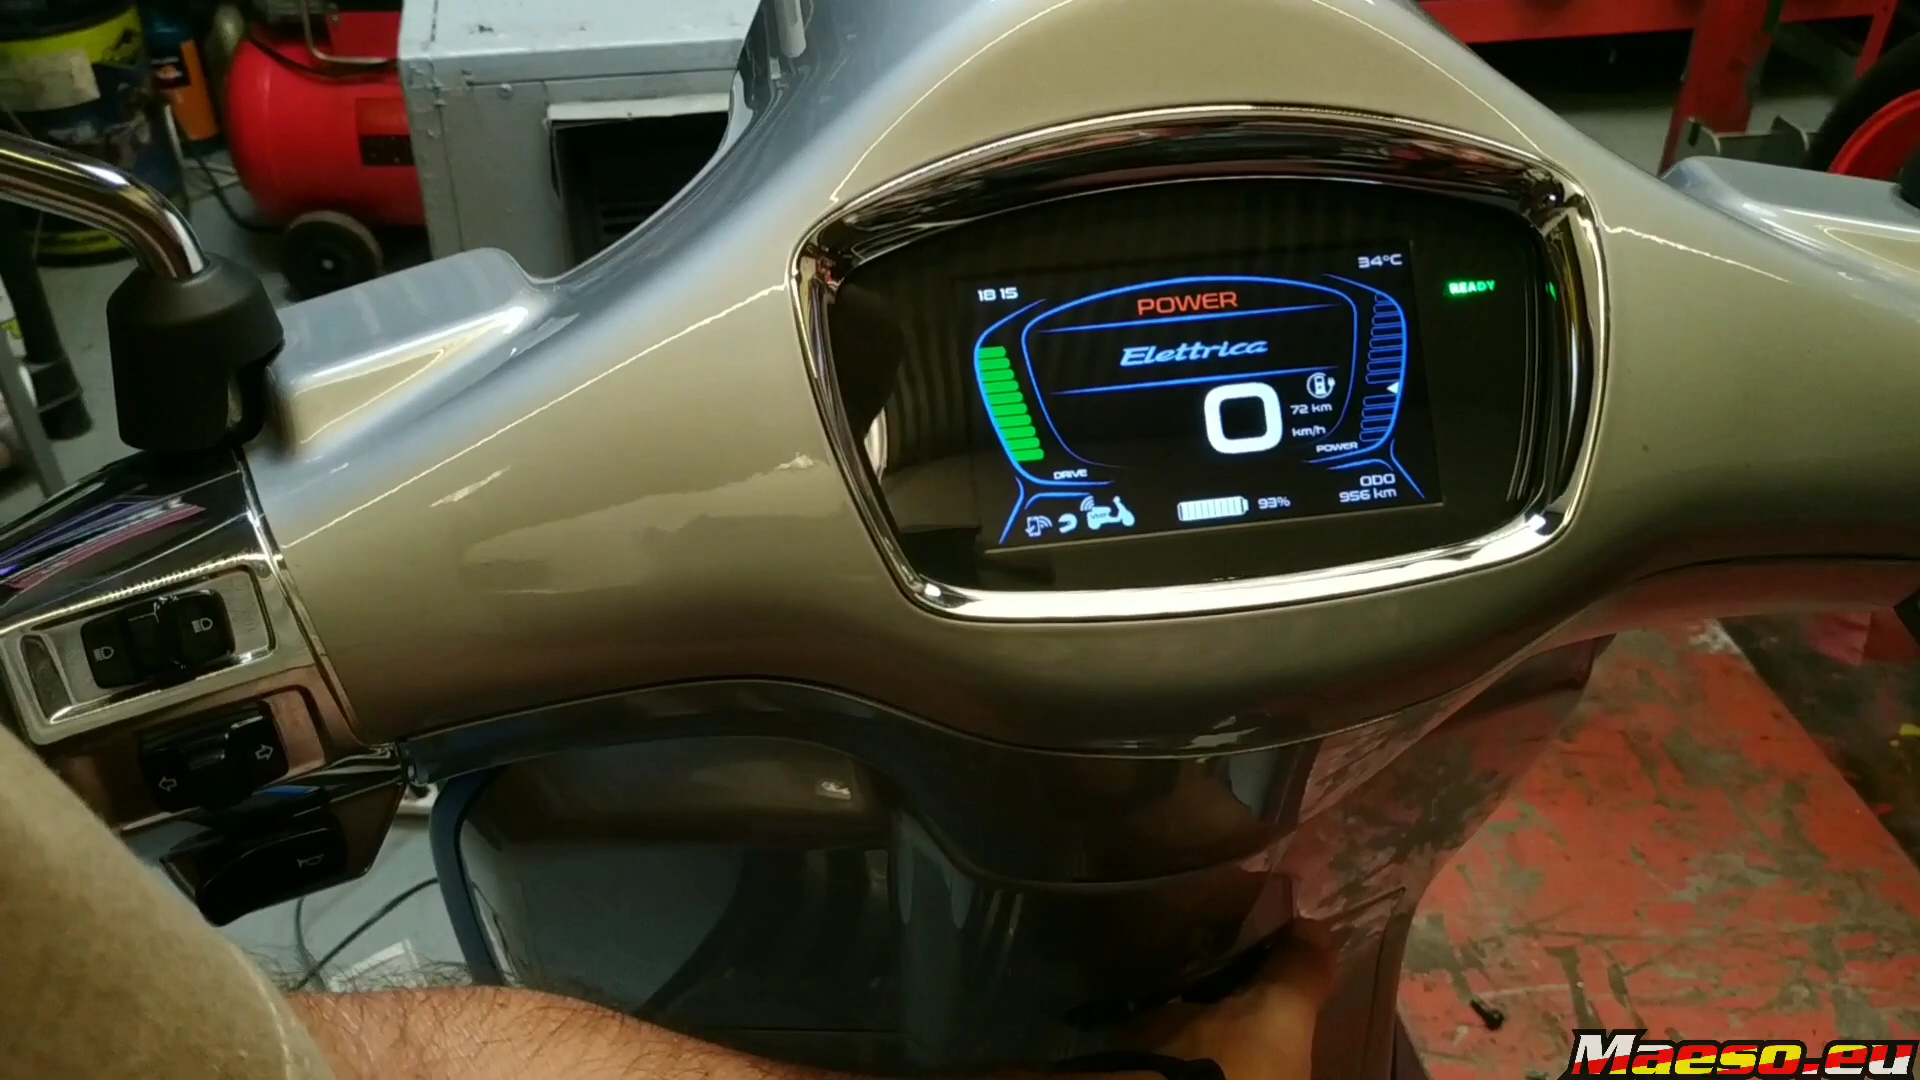 34°C
18 15
READY
POWER
Elettrica
0
72 km
km/h
POWER
DRIVE
ODO
93%
956 km
Maeso.eu